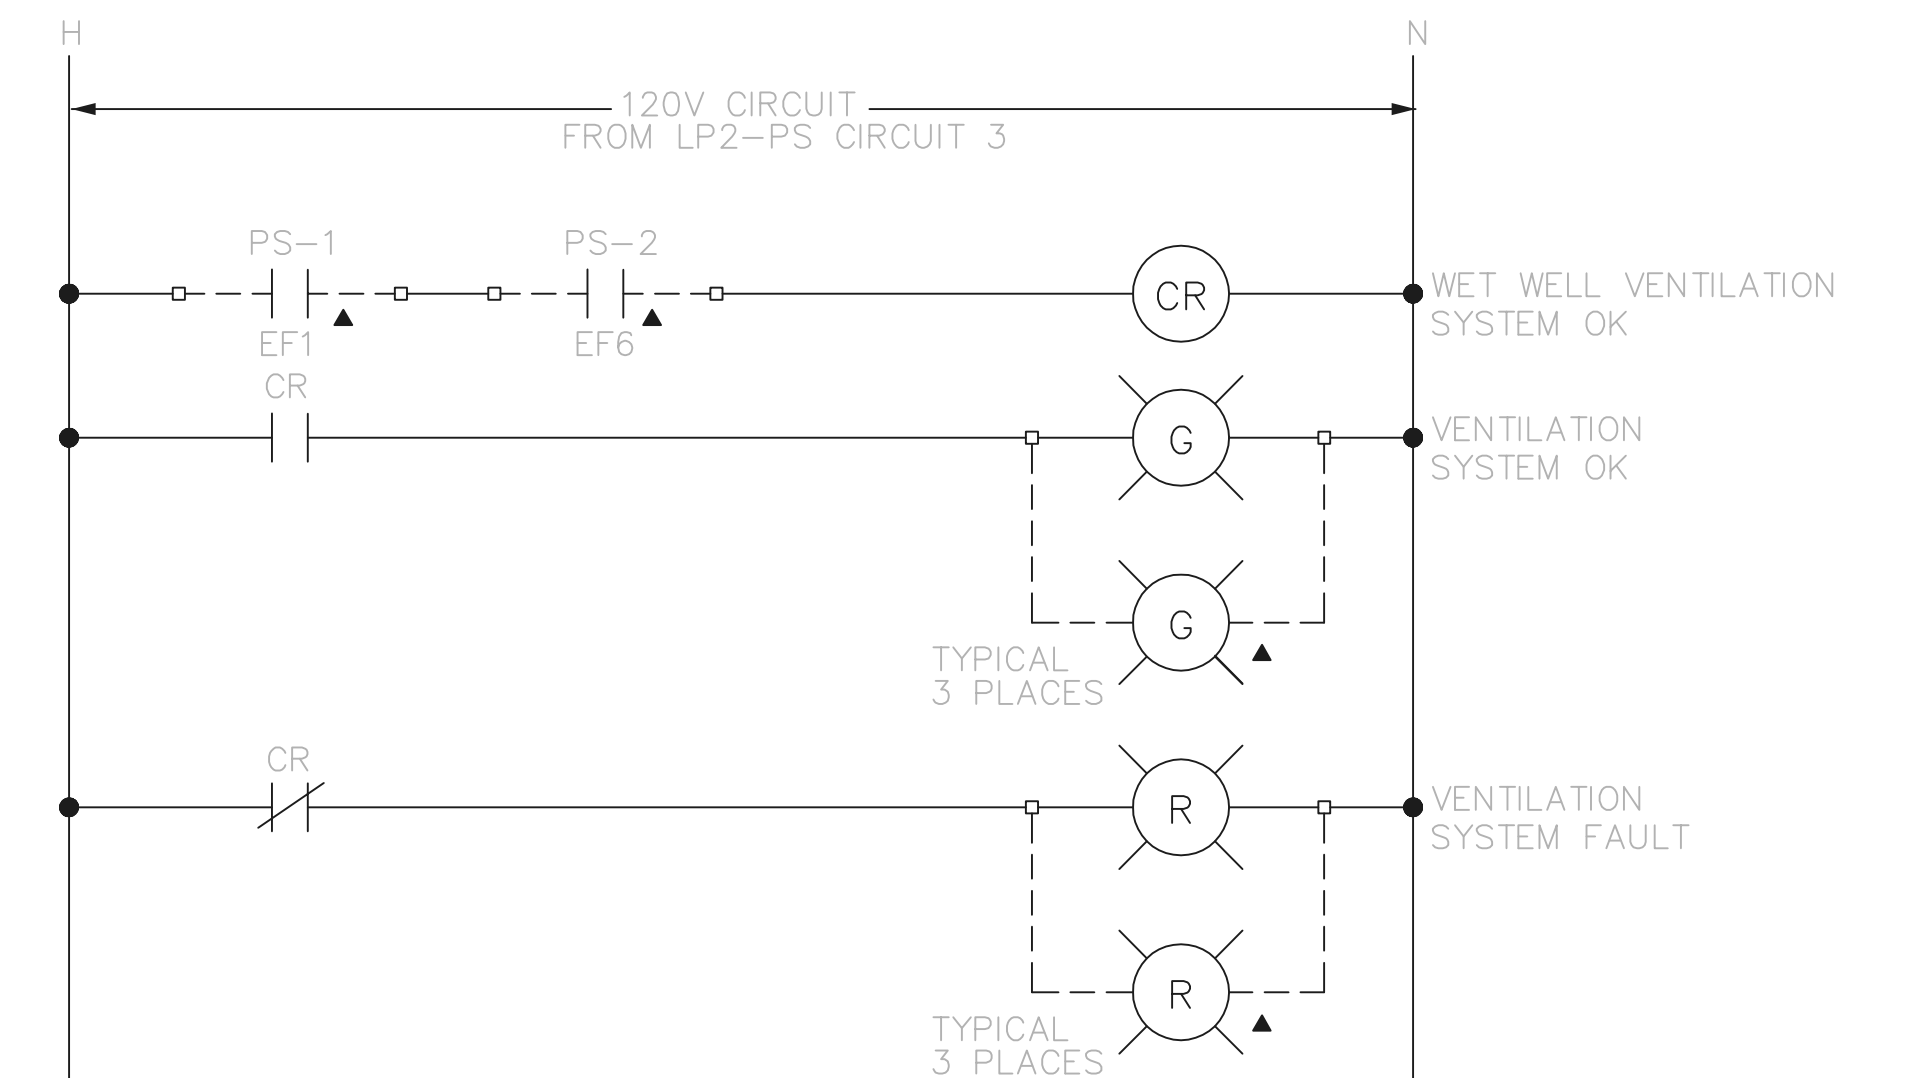 H
N
120V CIRCUIT
FROM LP2-PS CIRCUIT 3
PS-1
PS-2
CR
WET WELL VENTILATION
SYSTEM OK
EF1
EF6
CR
G
VENTILATION
SYSTEM OK
G
TYPICAL
3 PLACES
CR
R
VENTILATION
SYSTEM FAULT
R
TYPICAL
3 PLACES